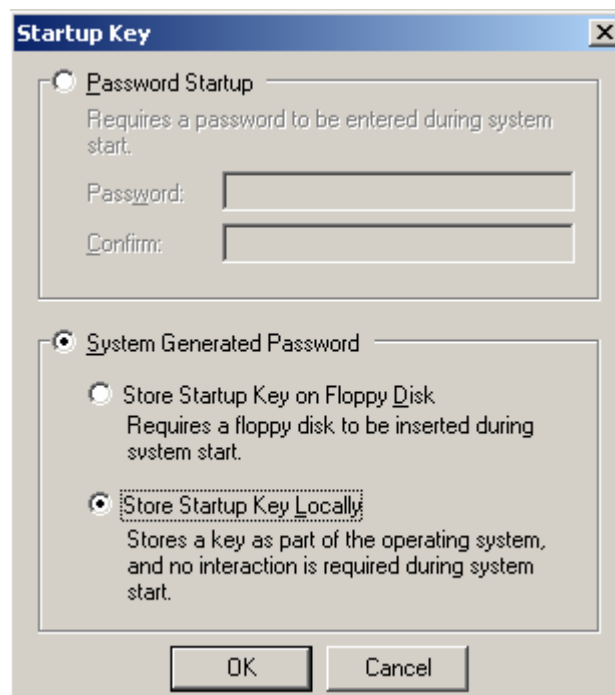 Startup Key
Password Startup
Requires a password to be entered during system
start.
Password:
Confirm:
System Generated Password
Store Startup Key on Floppy Disk
Requires a floppy disk to be inserted during
system start.
Store Startup Key Locally
Stores a key as part of the operating system,
and no interaction is required during system
start.
OK Cancel